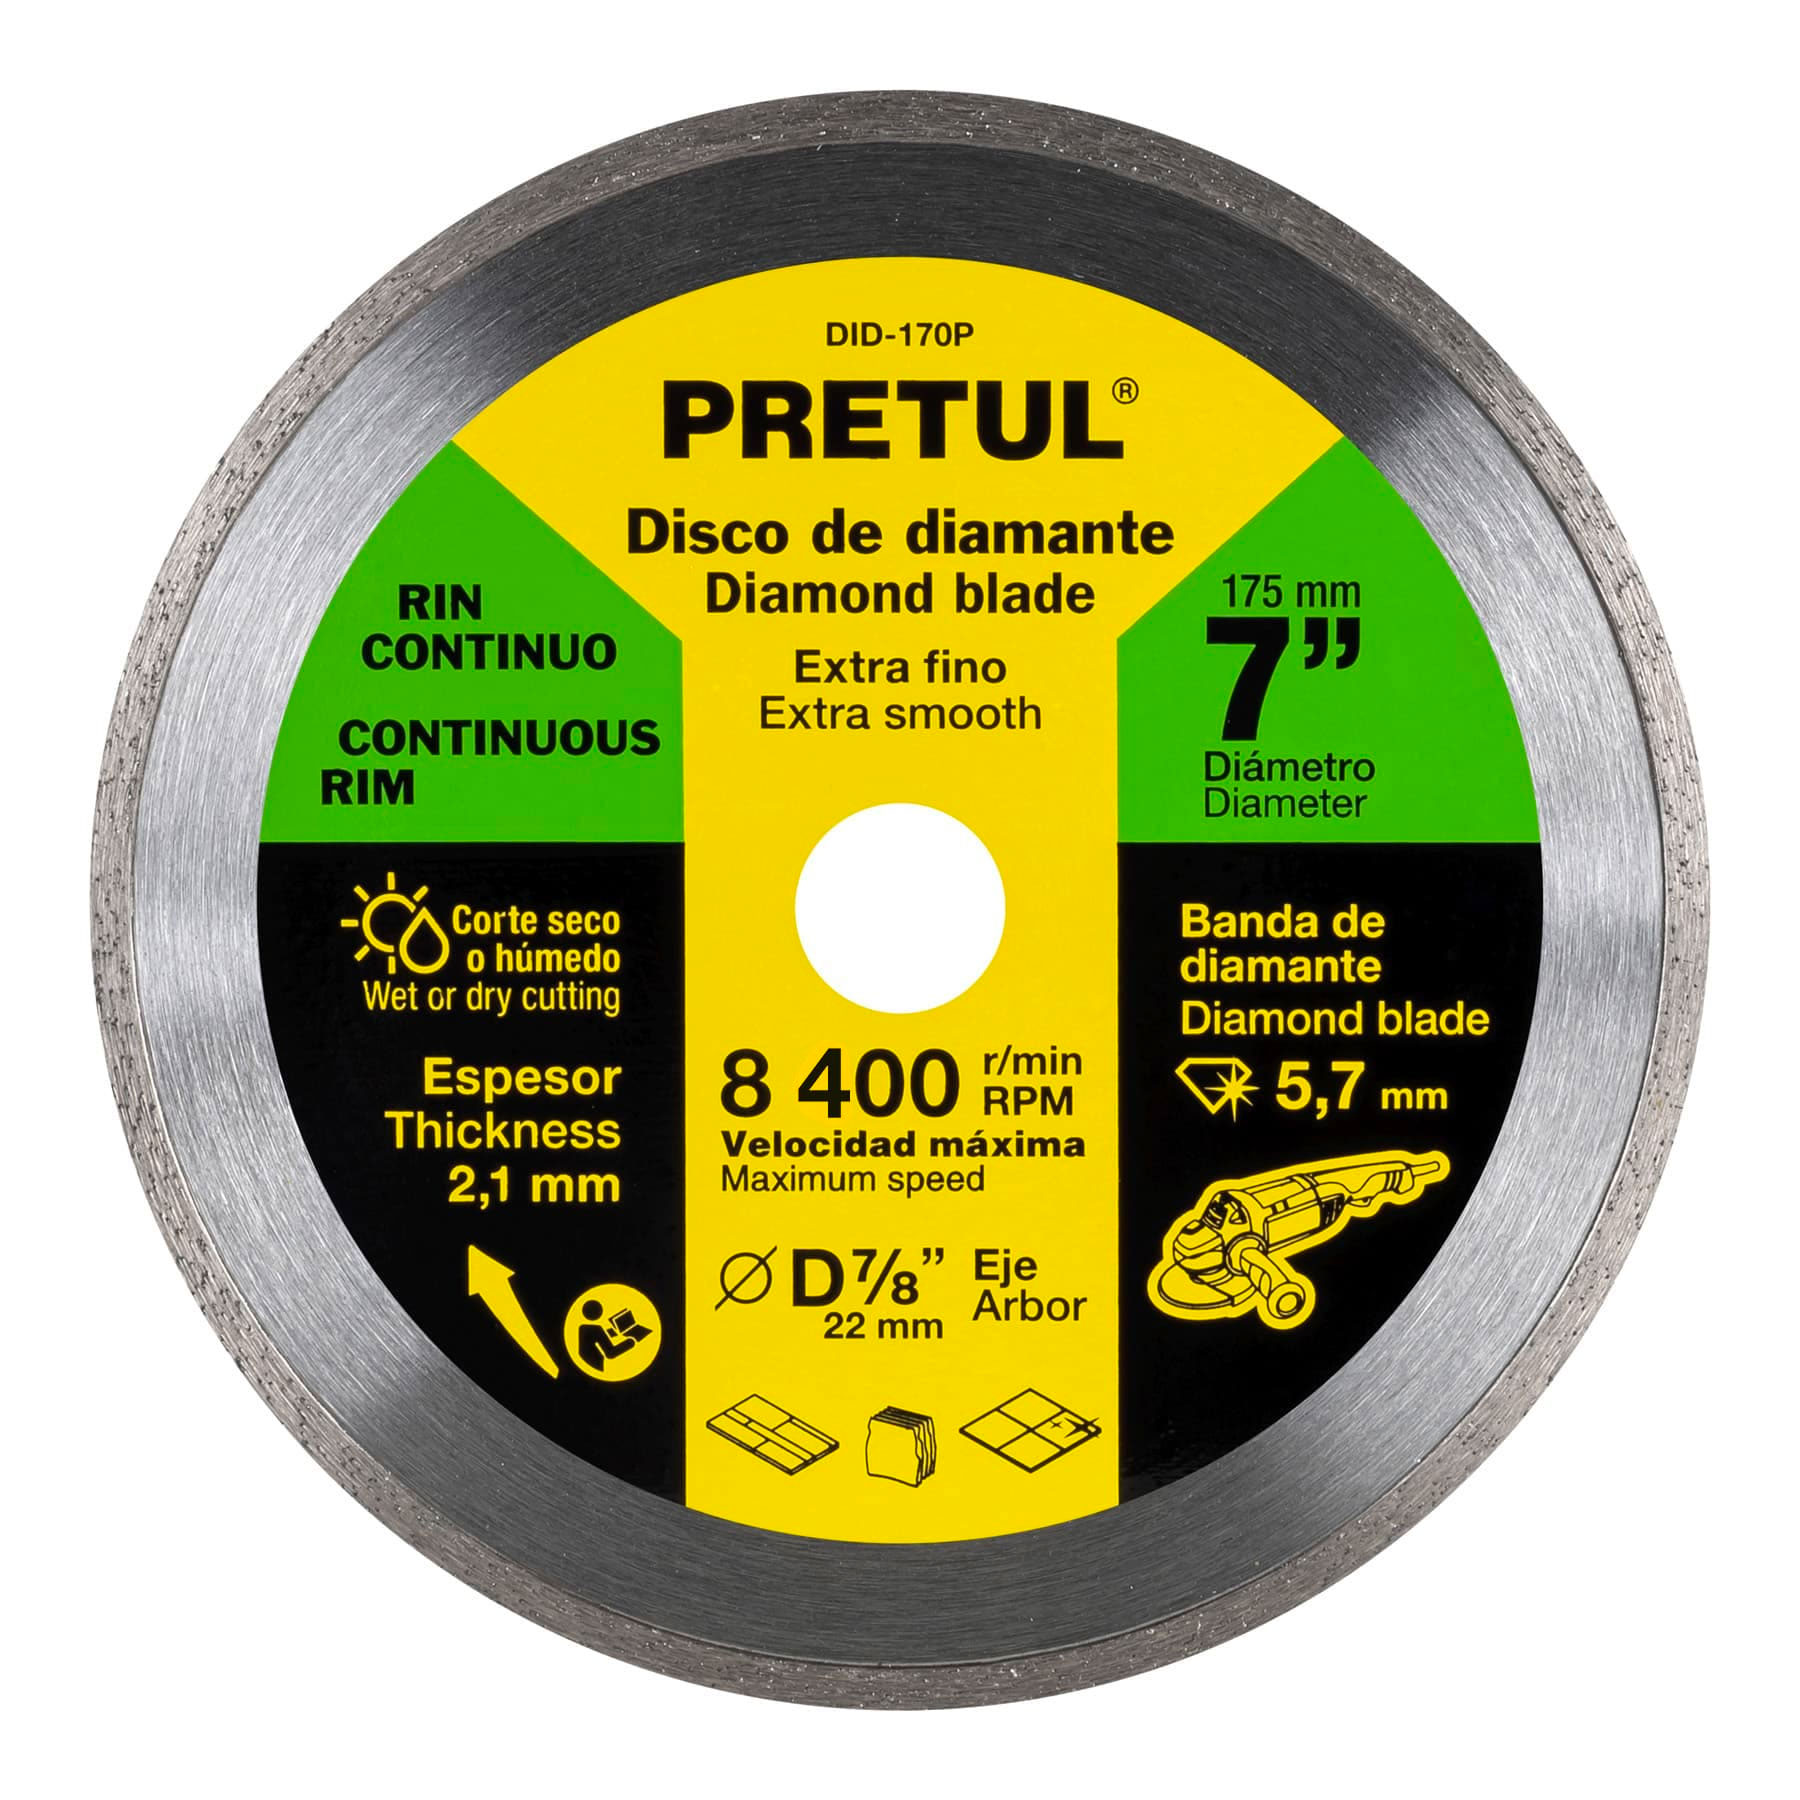 DID-170P
PRETUL®
Disco de diamante
Diamond blade
Extra fino
Extra smooth
RIN
CONTINUO
CONTINUOUS
RIM
175 mm
7”
Diámetro
Diameter
Corte seco
o húmedo
Wet or dry cutting
Espesor
Thickness
2,1 mm
8 400 r/min
RPM
Velocidad máxima
Maximum speed
Ø D 7/8” Eje
22 mm Arbor
Banda de
diamante
Diamond blade
5,7 mm